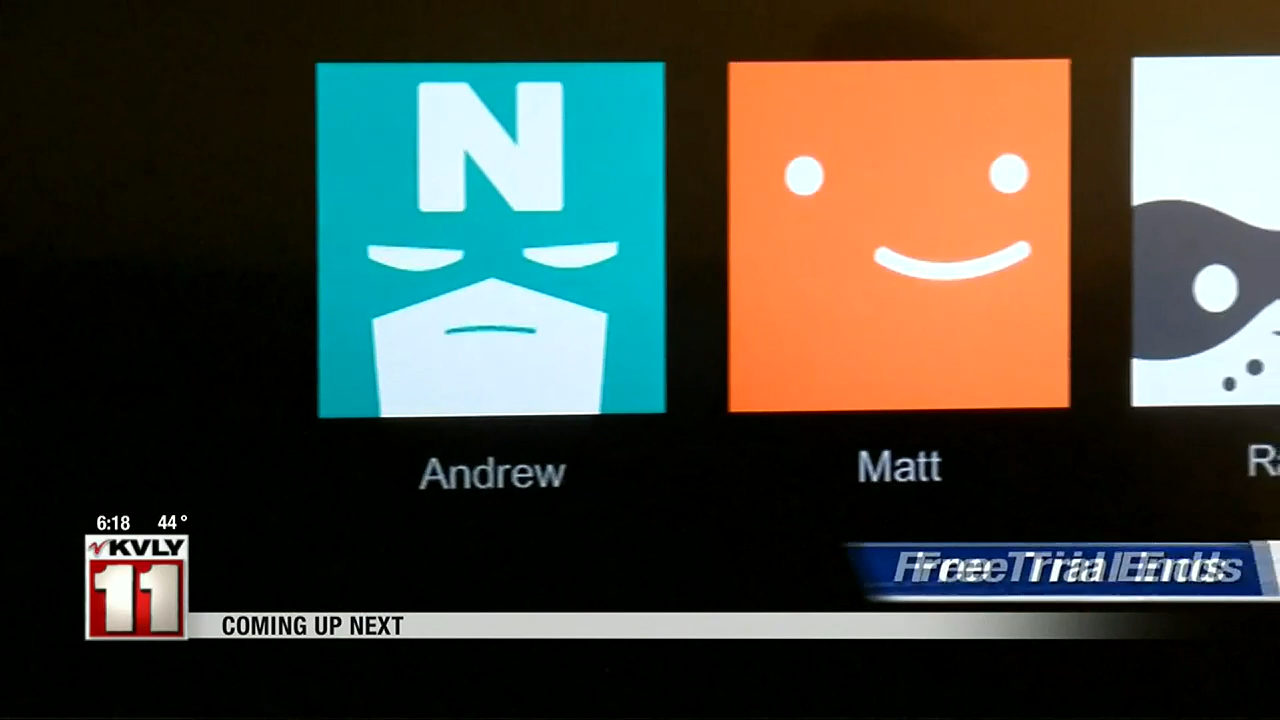 N
Andrew
Matt
6:18 44°
KVLY
11
Free Trial Ends
COMING UP NEXT